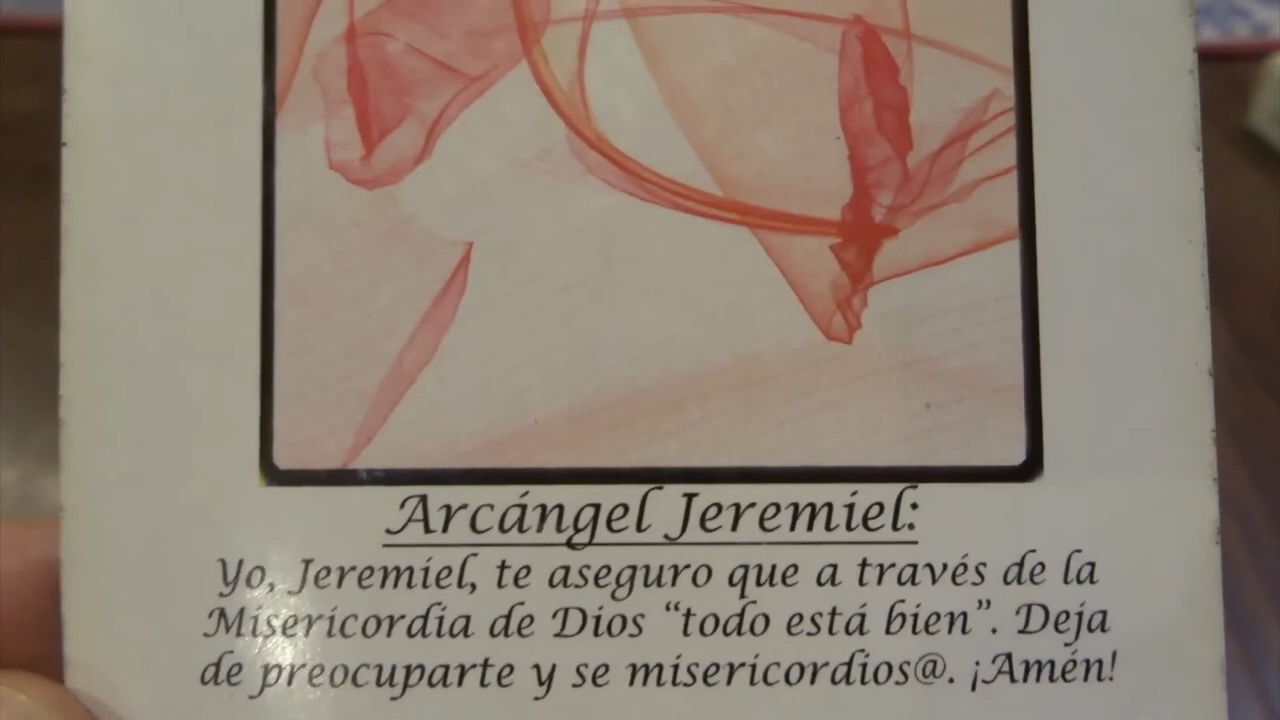 Arcángel Jeremiel:
Yo, Jeremiel, te aseguro que a través de la
Misericordia de Dios “todo está bien”. Deja
de preocuparte y se misericordios@. ¡Amén!